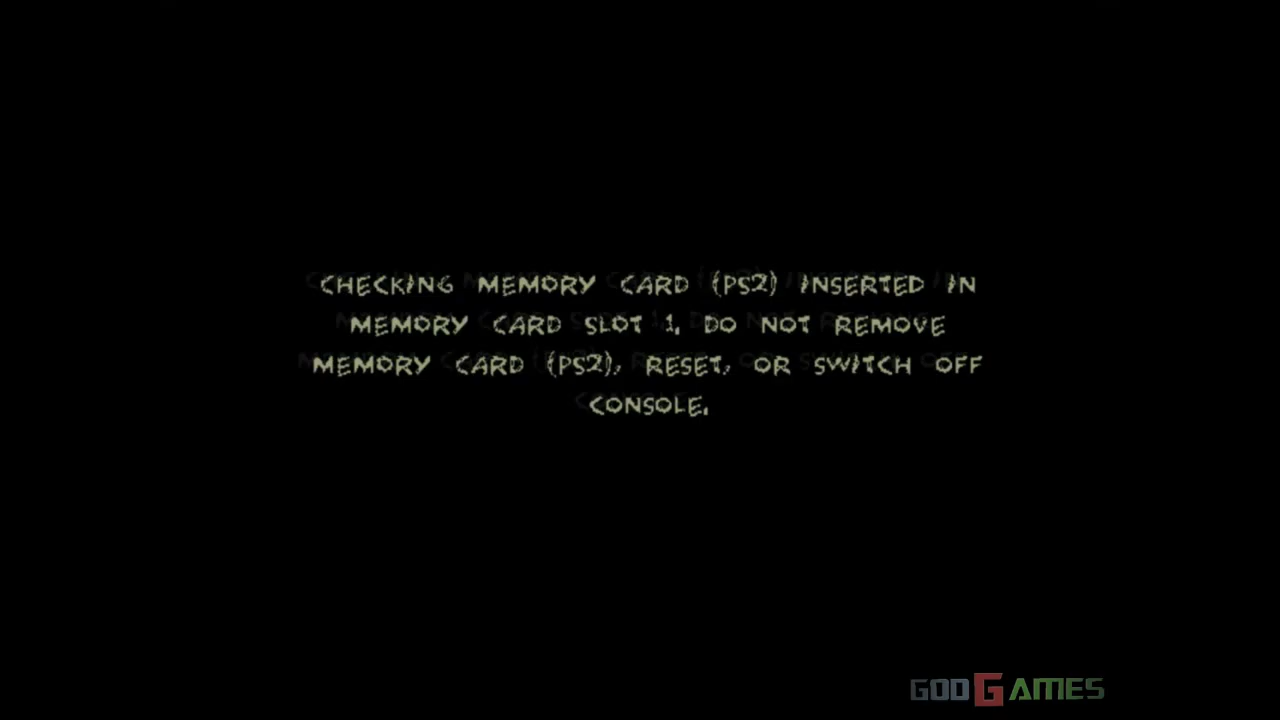 CHECKING MEMORY CARD (PS2) INSERTED IN
MEMORY CARD SLOT 1. DO NOT REMOVE
MEMORY CARD (PS2), RESET, OR SWITCH OFF
CONSOLE.
GODGAMES